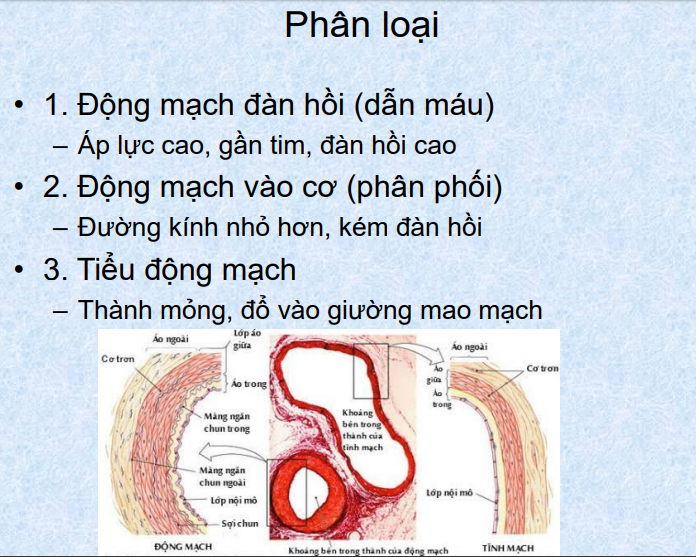 Phân loại
• 1. Động mạch đàn hồi (dẫn máu)
– Áp lực cao, gần tim, đàn hồi cao
• 2. Động mạch vào cơ (phân phối)
– Đường kính nhỏ hơn, kém đàn hồi
• 3. Tiểu động mạch
– Thành mỏng, đổ vào giường mao mạch
Áo ngoài
Lớp áo
giữa
Cơ trơn
Áo trong
Màng ngăn
chun trong
Màng ngăn
chun ngoài
Lớp nội mô
Sợi chun
ĐỘNG MẠCH
Khoảng
bên trong
thành của
tĩnh mạch
Khoảng bên trong thành của động mạch
Áo ngoài
Cơ trơn
Áo
giữa
Áo
trong
Lớp nội mô
TĨNH MẠCH